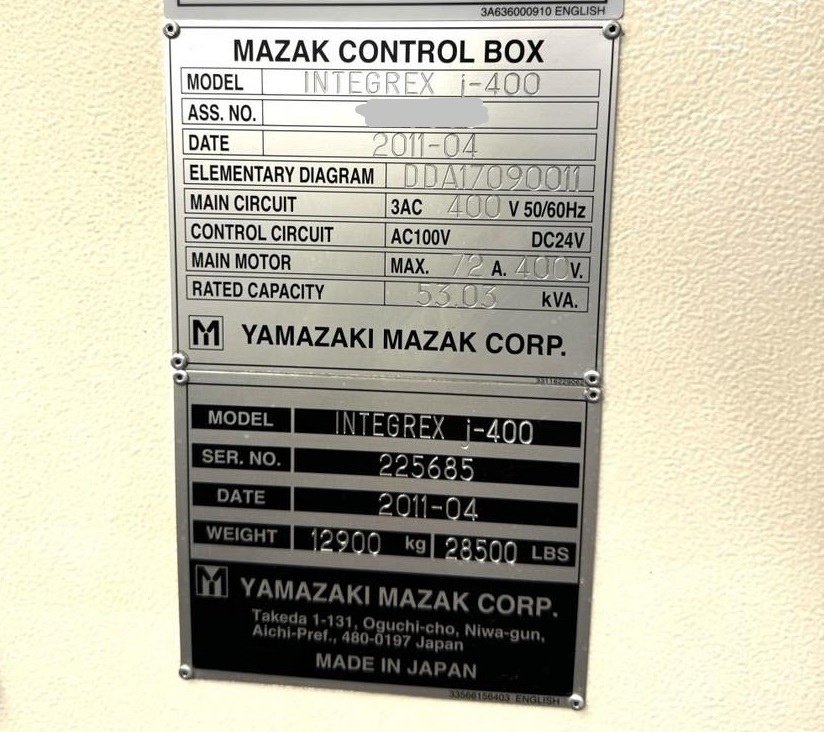 3A636000910 ENGLISH
MAZAK CONTROL BOX
MODEL INTEGREX j-400
ASS. NO.
DATE 2011-04
ELEMENTARY DIAGRAM DDA17090011
MAIN CIRCUIT 3AC 400 V 50/60Hz
CONTROL CIRCUIT AC100V DC24V
MAIN MOTOR MAX. 72 A. 400 V.
RATED CAPACITY 53.03 kVA.
YAMAZAKI MAZAK CORP.
MODEL INTEGREX j-400
SER. NO. 225685
DATE 2011-04
WEIGHT 12900 kg 28500 LBS
YAMAZAKI MAZAK CORP.
Takeda 1-131, Oguchi-cho, Niwa-gun,
Aichi-Pref., 480-0197 Japan
MADE IN JAPAN
33566156403 ENGLISH